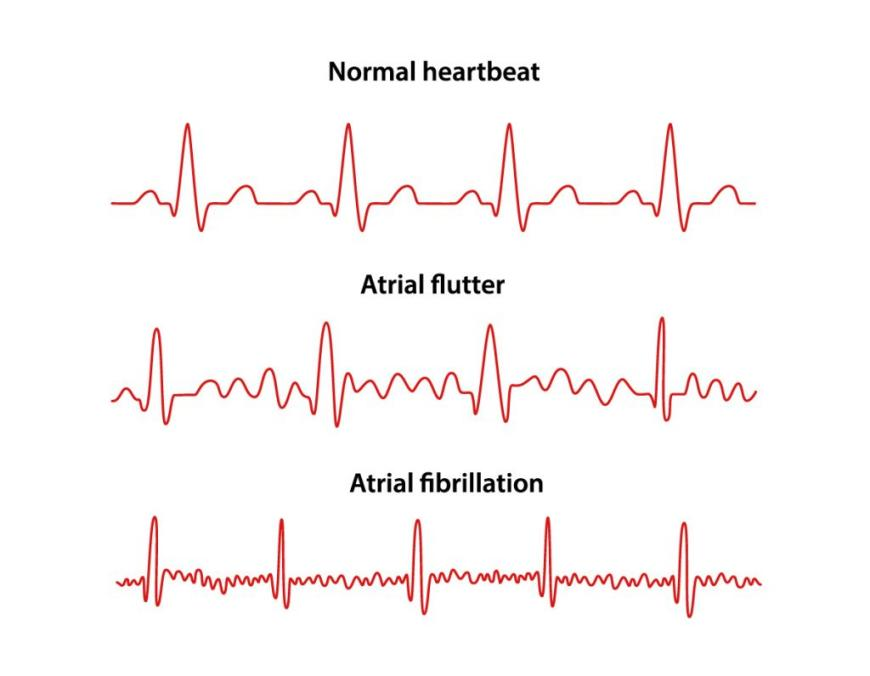 Normal heartbeat
Atrial flutter
Atrial fibrillation